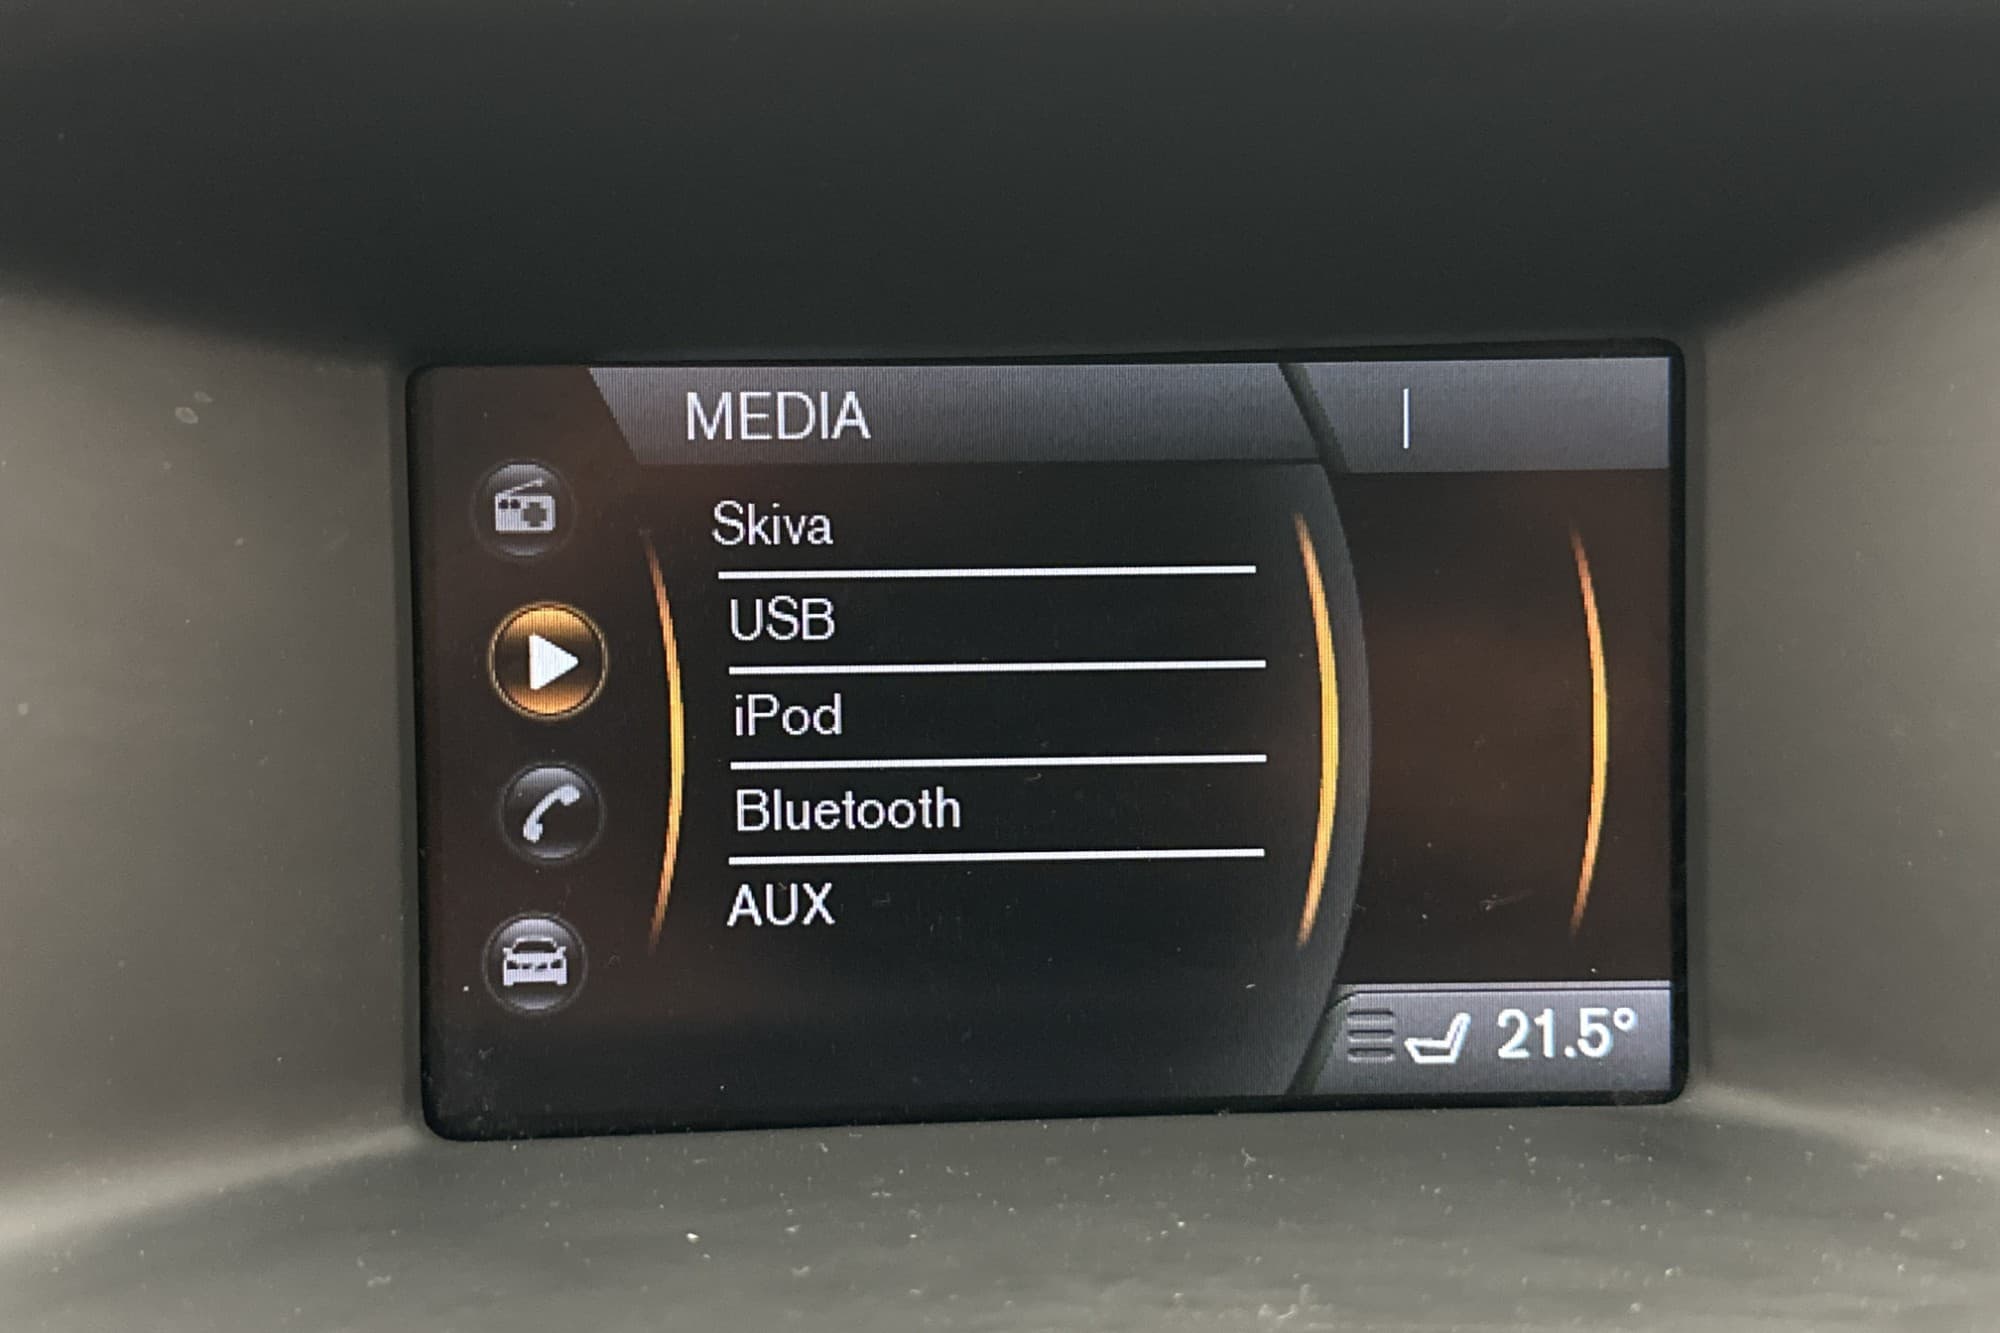 MEDIA
Skiva
USB
iPod
Bluetooth
AUX
21.5°